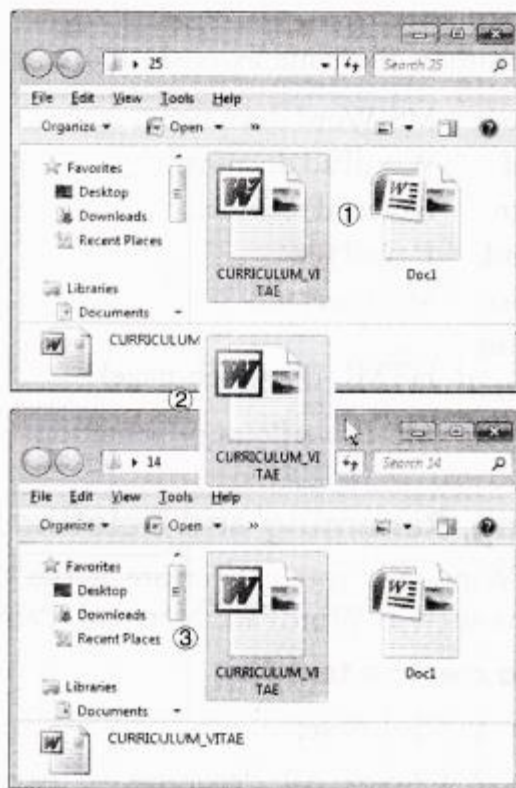 25
Search 25
File Edit View Tools Help
Organize Open »
Favorites
Desktop
Downloads
Recent Places
Libraries
Documents
CURRICULUM_VI
TAE
①
Doc1
CURRICULUM
②
CURRICULUM_VI
TAE
14
Search 14
File Edit View Tools Help
Organize Open »
Favorites
Desktop
Downloads
Recent Places
③
Libraries
Documents
CURRICULUM_VI
TAE
Doc1
CURRICULUM_VITAE